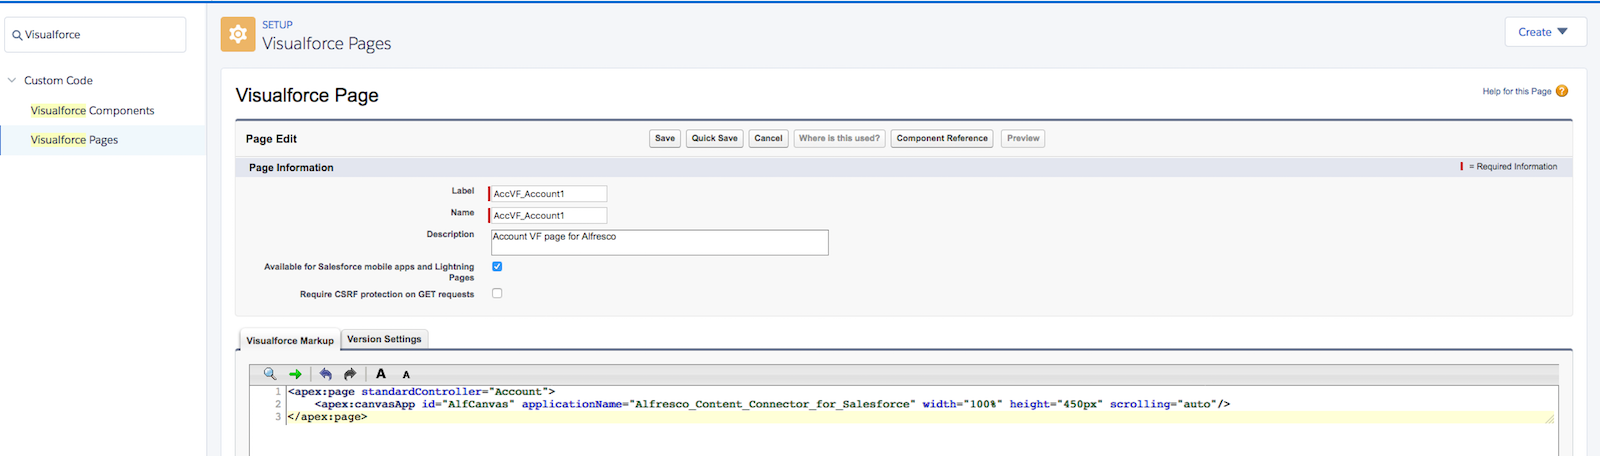 Visualforce
SETUP
Visualforce Pages
Create
Custom Code
Visualforce Components
Visualforce Pages
Visualforce Page
Help for this Page ?
Page Edit
Save Quick Save Cancel Where is this used? Component Reference Preview
Page Information
= Required Information
Label AccVF_Account1
Name AccVF_Account1
Description Account VF page for Alfresco
Available for Salesforce mobile apps and Lightning
Pages
Require CSRF protection on GET requests
Visualforce Markup Version Settings
A A
1 <apex:page standardController="Account">
2 <apex:canvasApp id="AlfCanvas" applicationName="Alfresco_Content_Connector_for_Salesforce" width="100%" height="450px" scrolling="auto"/>
3 </apex:page>